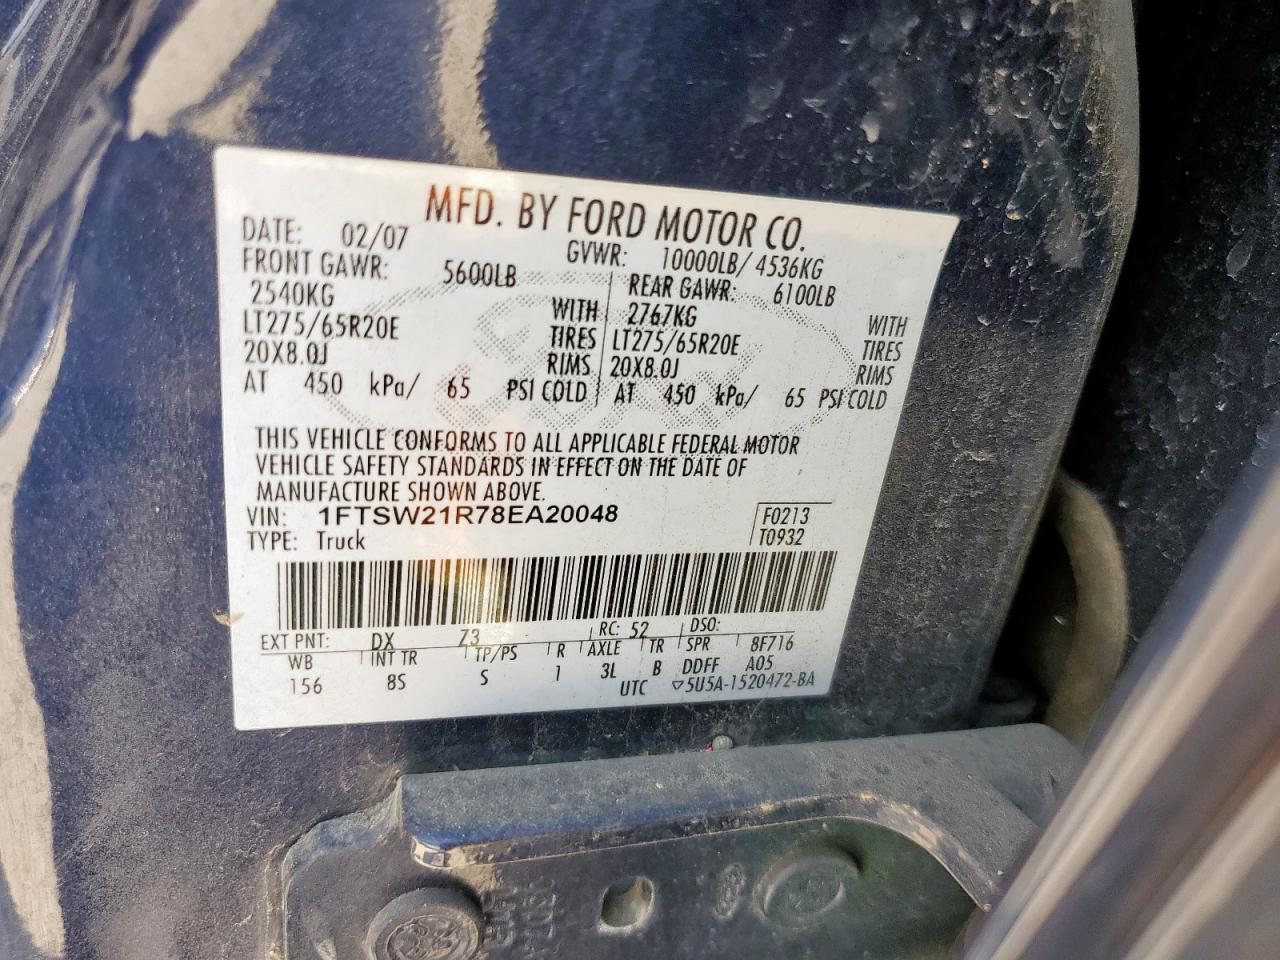 MFD. BY FORD MOTOR CO.
DATE: 02/07 GVWR: 10000LB/ 4536KG
FRONT GAWR: 5600LB REAR GAWR: 6100LB
2540KG WITH 2767KG WITH
LT275/65R20E TIRES LT275/65R20E TIRES
20X8.0J RIMS 20X8.0J RIMS
AT 450 kPa/ 65 PSI COLD AT 450 kPa/ 65 PSI COLD
THIS VEHICLE CONFORMS TO ALL APPLICABLE FEDERAL MOTOR
VEHICLE SAFETY STANDARDS IN EFFECT ON THE DATE OF
MANUFACTURE SHOWN ABOVE.
VIN: 1FTSW21R78EA20048 F0213
TYPE: Truck T0932
EXT PNT: DX Z3 RC: 52 DSO:
WB INT TR TP/PS R AXLE TR SPR 8F716
156 8S S 1 3L B DDFF A05
UTC ▽5U5A-1520472-BA